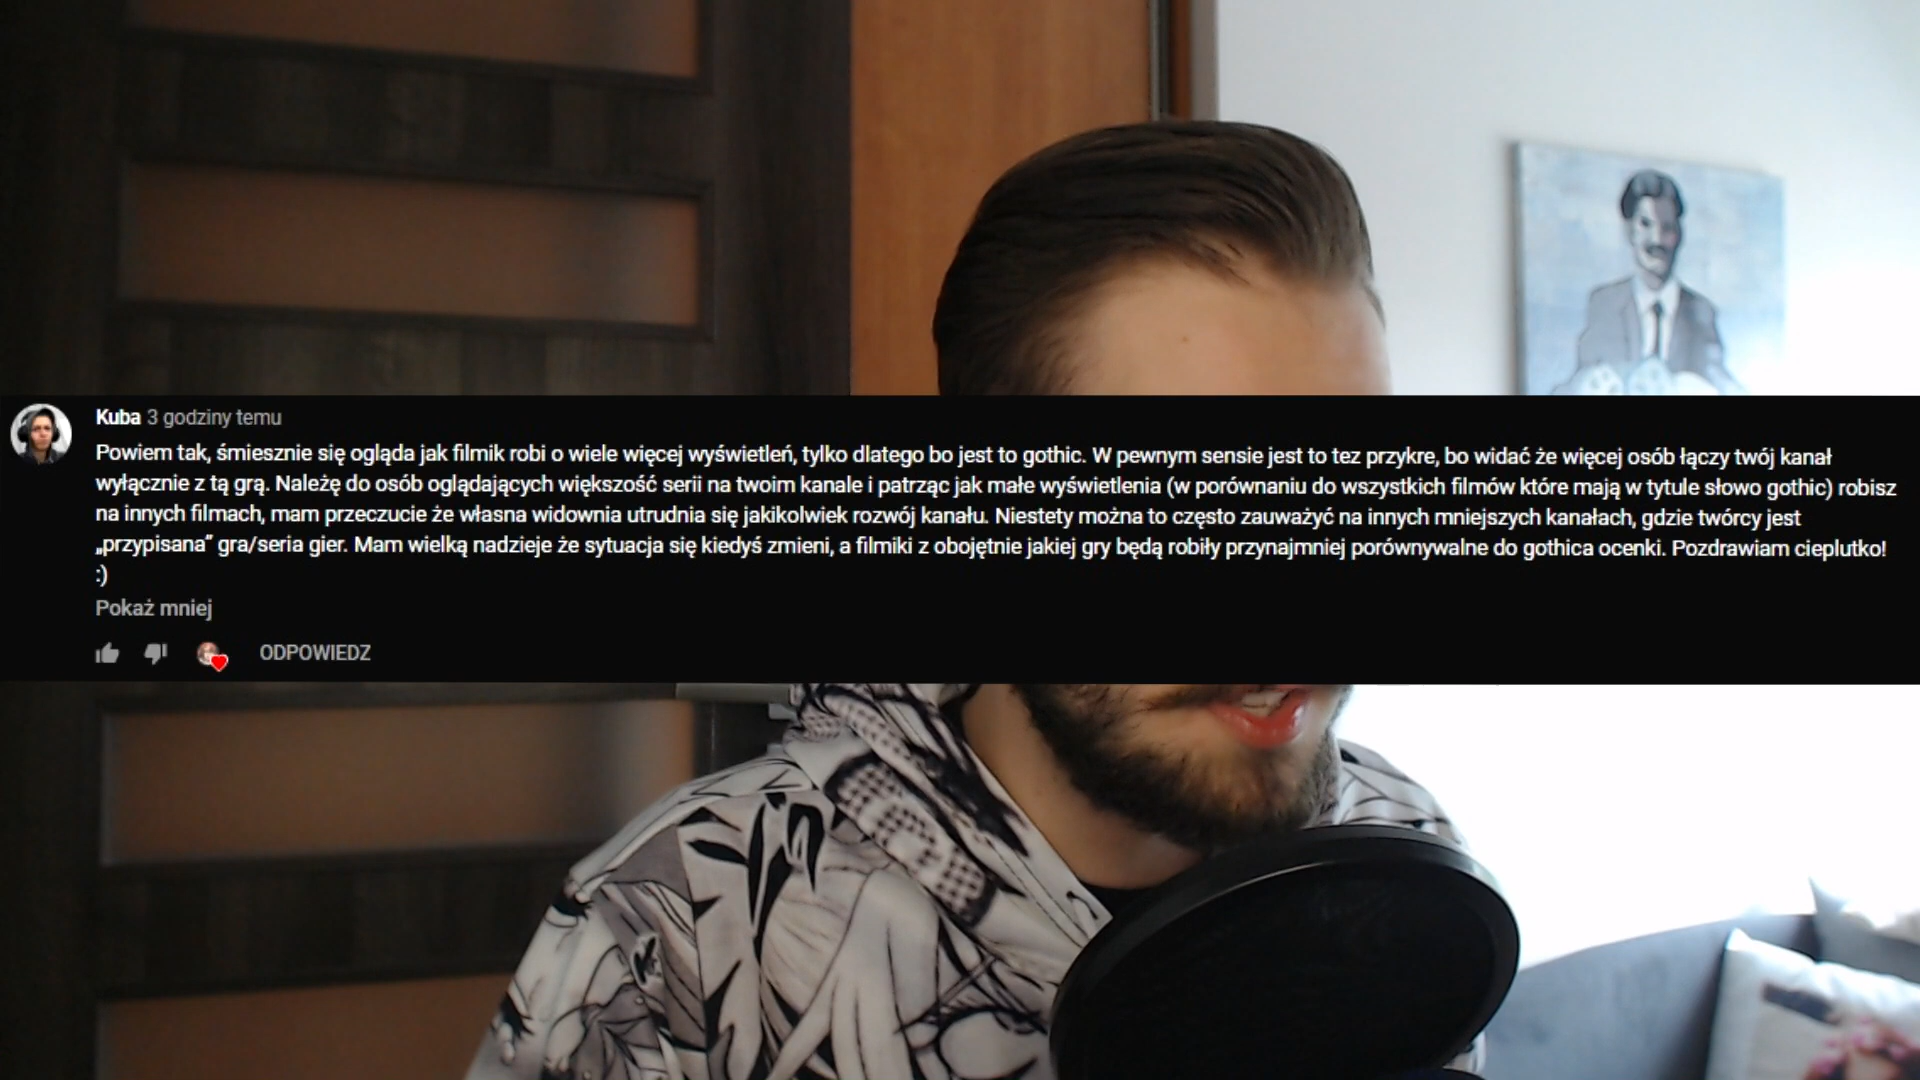 Kuba 3 godziny temu
Powiem tak, śmiesznie się ogląda jak filmik robi o wiele więcej wyświetleń, tylko dlatego bo jest to gothic. W pewnym sensie jest to tez przykre, bo widać że więcej osób łączy twój kanał
wyłącznie z tą grą. Należę do osób oglądających większość serii na twoim kanale i patrząc jak małe wyświetlenia (w porównaniu do wszystkich filmów które mają w tytule słowo gothic) robisz
na innych filmach, mam przeczucie że własna widownia utrudnia się jakikolwiek rozwój kanału. Niestety można to często zauważyć na innych mniejszych kanałach, gdzie twórcy jest
„przypisana” gra/seria gier. Mam wielką nadzieje że sytuacja się kiedyś zmieni, a filmiki z obojętnie jakiej gry będą robiły przynajmniej porównywalne do gothica ocenki. Pozdrawiam cieplutko!
:)
Pokaż mniej
ODPOWIEDZ